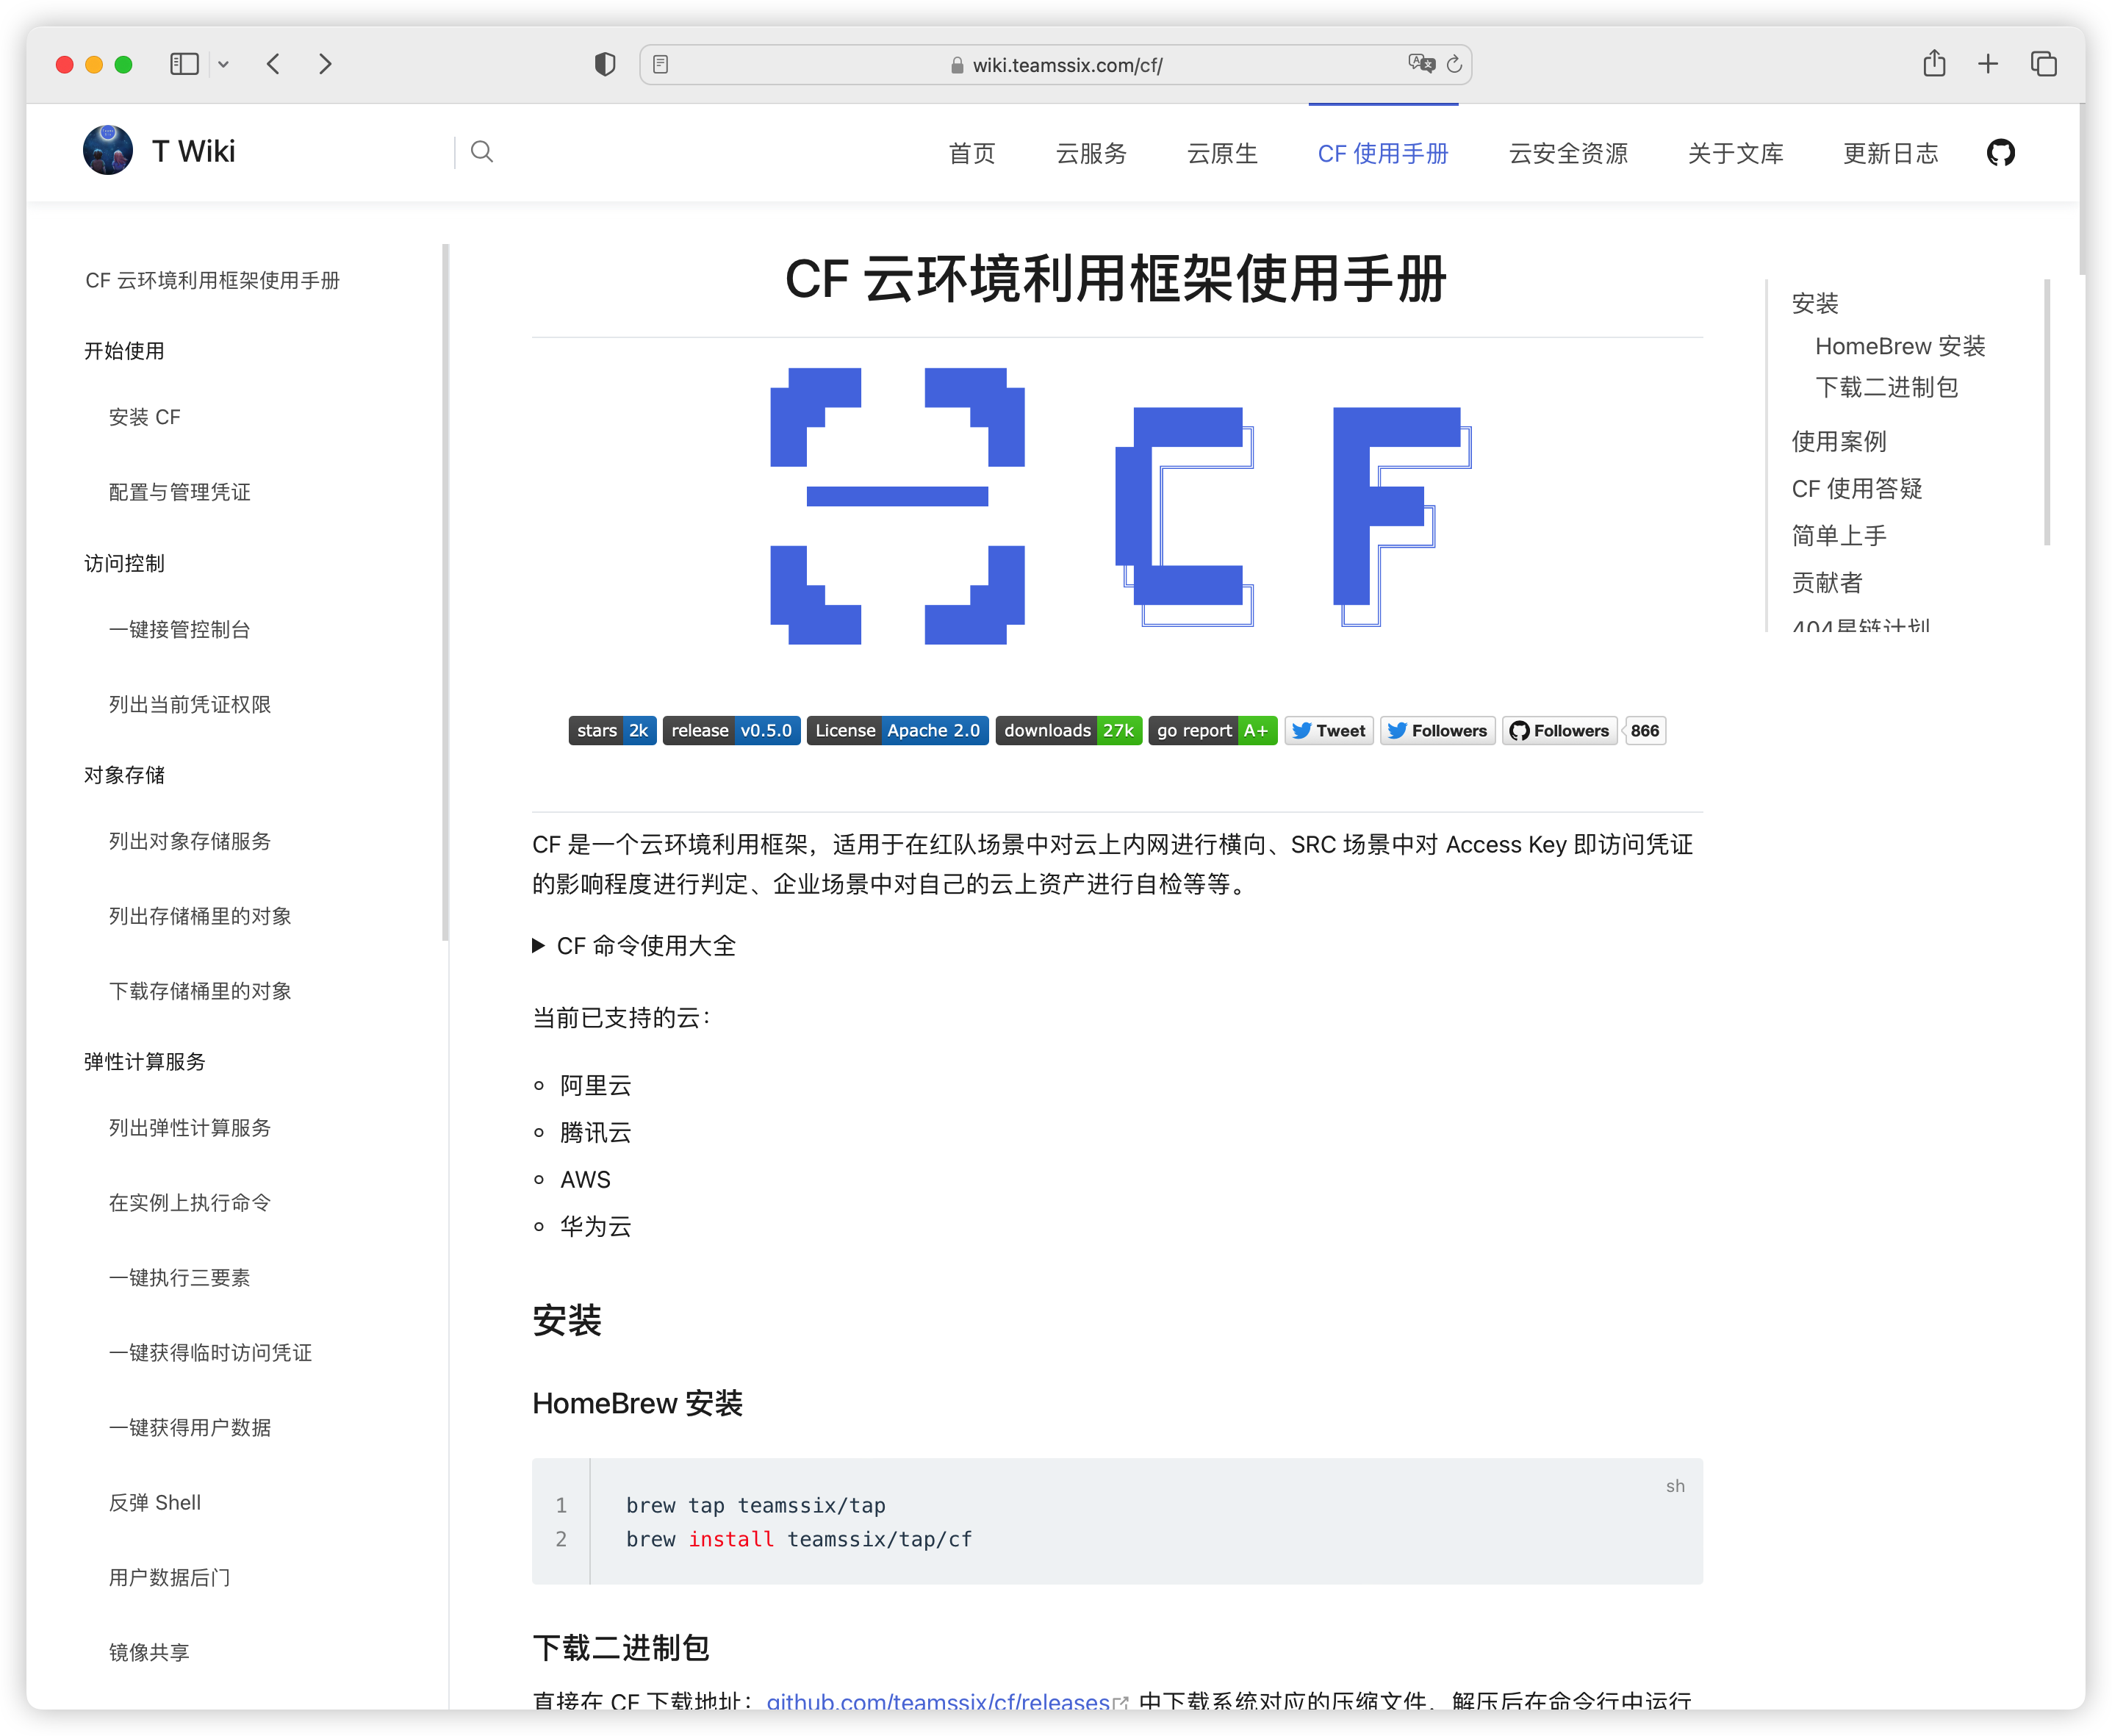 wiki.teamssix.com/cf/
T Wiki
首页
云服务
云原生
CF 使用手册
云安全资源
关于文库
更新日志
CF 云环境利用框架使用手册
开始使用
安装 CF
配置与管理凭证
访问控制
一键接管控制台
列出当前凭证权限
对象存储
列出对象存储服务
列出存储桶里的对象
下载存储桶里的对象
弹性计算服务
列出弹性计算服务
在实例上执行命令
一键执行三要素
一键获得临时访问凭证
一键获得用户数据
反弹 Shell
用户数据后门
镜像共享
CF 云环境利用框架使用手册
CF
stars 2k
release v0.5.0
License Apache 2.0
downloads 27k
go report A+
Tweet
Followers
Followers 866
CF 是一个云环境利用框架，适用于在红队场景中对云上内网进行横向、SRC 场景中对 Access Key 即访问凭证
的影响程度进行判定、企业场景中对自己的云上资产进行自检等等。
CF 命令使用大全
当前已支持的云：
阿里云
腾讯云
AWS
华为云
安装
HomeBrew 安装
sh
1 brew tap teamssix/tap
2 brew install teamssix/tap/cf
下载二进制包
直接在 CF 下载地址：github.com/teamssix/cf/releases 中下载系统对应的压缩文件，解压后在命令行中运行
安装
HomeBrew 安装
下载二进制包
使用案例
CF 使用答疑
简单上手
贡献者
404星链计划